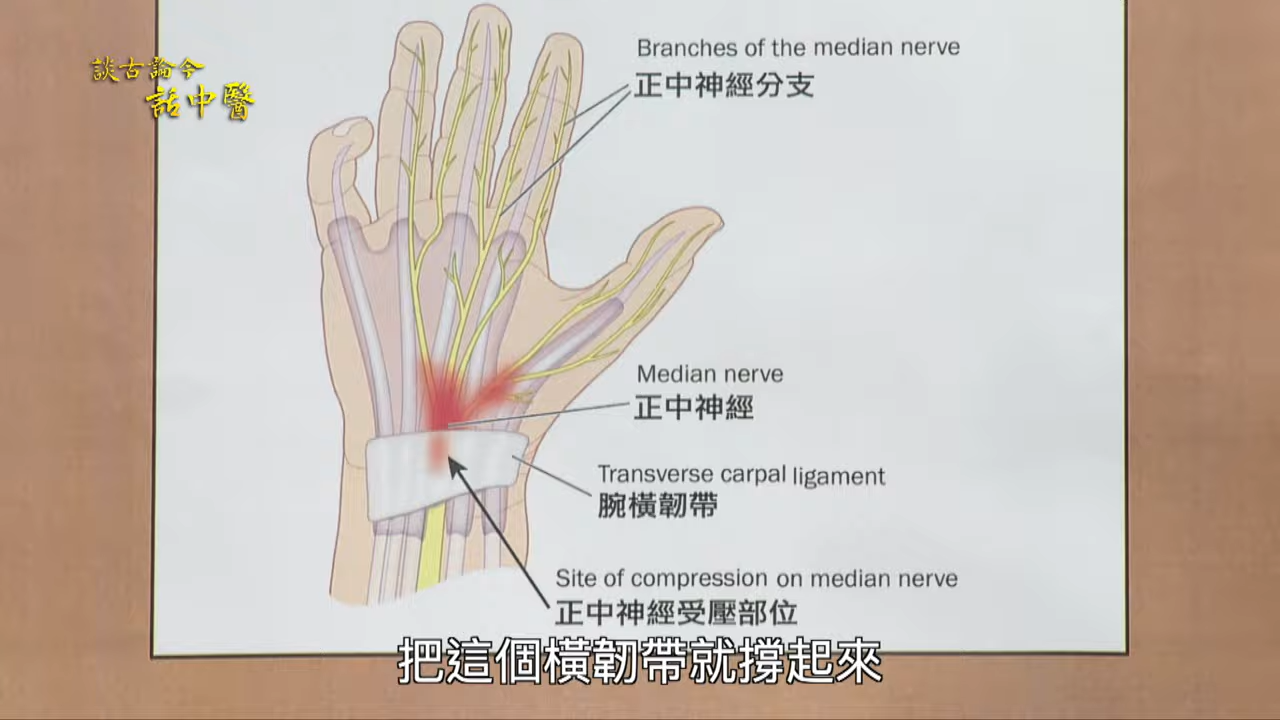 談古論今
話中醫
Branches of the median nerve
正中神經分支
Median nerve
正中神經
Transverse carpal ligament
腕橫韌帶
Site of compression on median nerve
正中神經受壓部位
把這個橫韌帶就撐起來